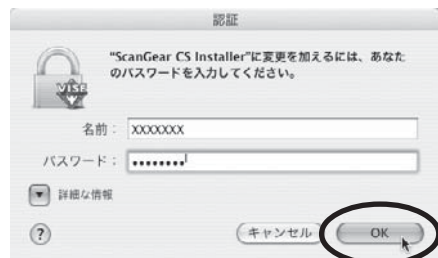 認証
"ScanGear CS Installer"に変更を加えるには、あなた
のパスワードを入力してください。
VISE
名前： XXXXXXX
パスワード： ••••••••
詳細な情報
?
キャンセル OK